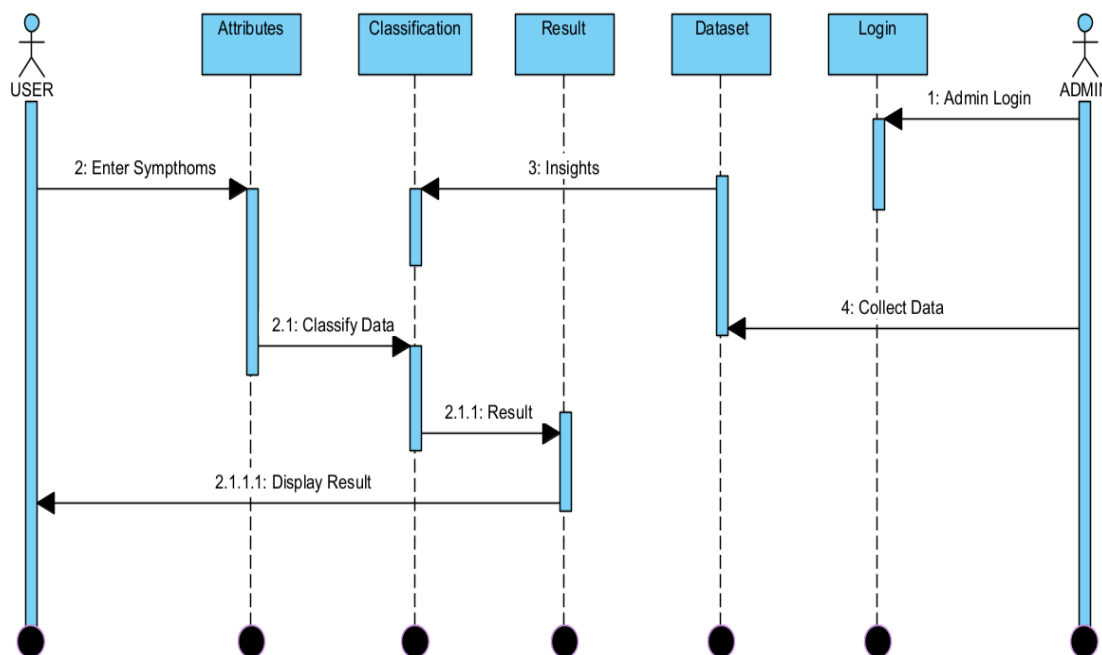 Attributes
Classification
Result
Dataset
Login
USER
ADMIN
1: Admin Login
2: Enter Sympthoms
3: Insights
4: Collect Data
2.1: Classify Data
2.1.1: Result
2.1.1.1: Display Result